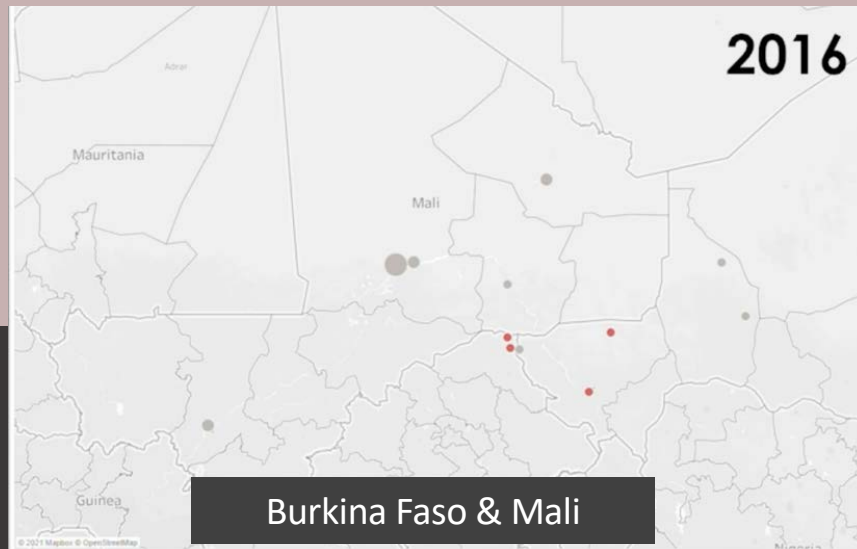 2016
Adrar
Mauritania
Mali
Guinea
Burkina Faso & Mali
© 2021 Mapbox © OpenStreetMap
Nigeria